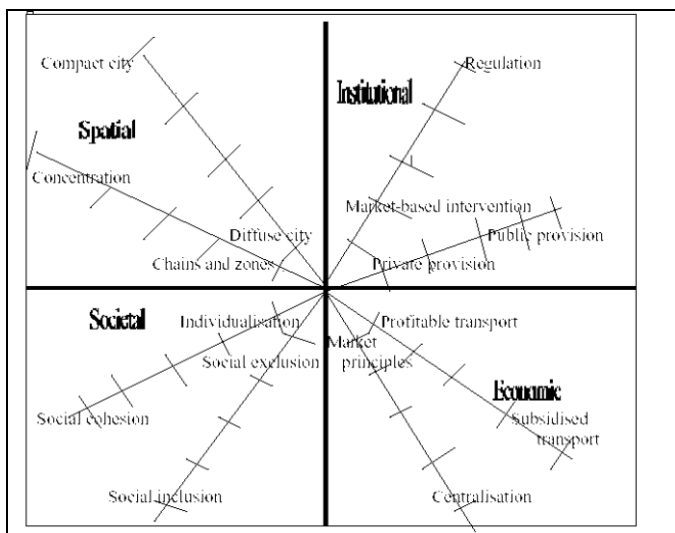 Compact city
Regulation
Institutional
Spatial
Concentration
Market-based intervention
Diffuse city
Public provision
Chains and zones
Private provision
Societal
Individualisation
Profitable transport
Market
principles
Social exclusion
Economic
Social cohesion
Subsidised
transport
Social inclusion
Centralisation